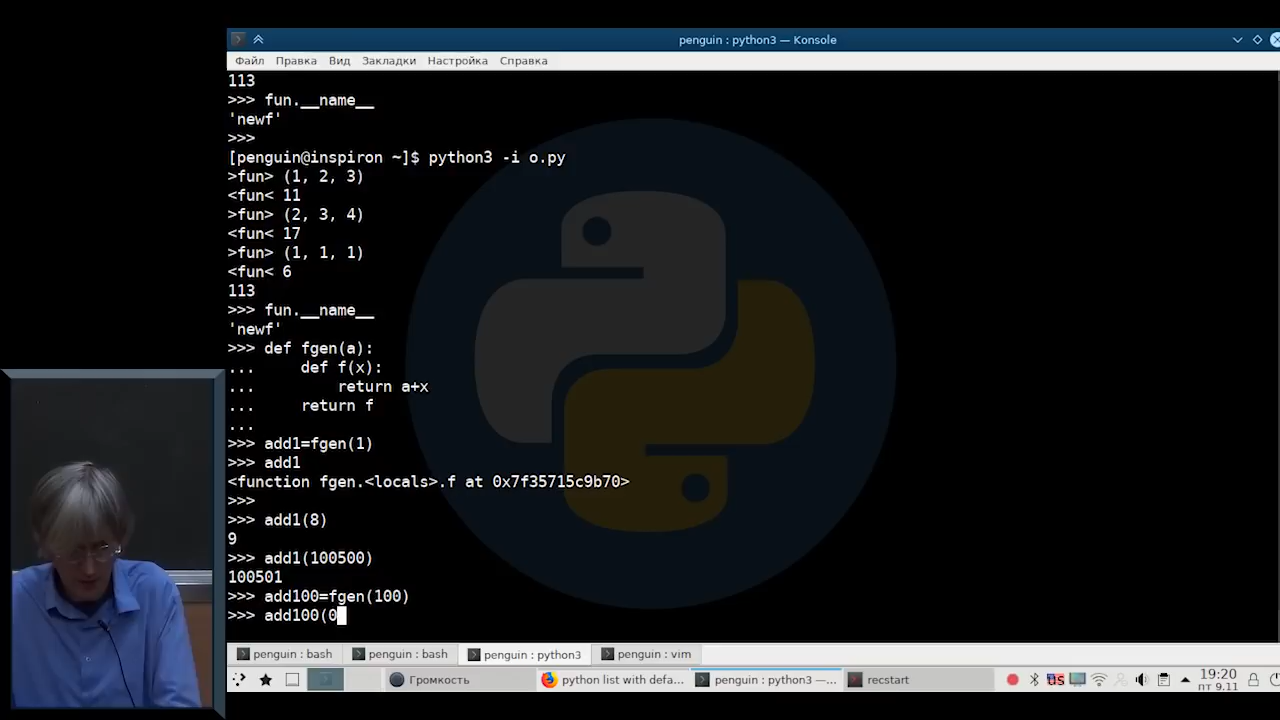 penguin : python3 — Konsole
Файл Правка Вид Закладки Настройка Справка
113
>>> fun.__name__
'newf'
>>>
[penguin@inspiron ~]$ python3 -i o.py
>fun> (1, 2, 3)
<fun< 11
>fun> (2, 3, 4)
<fun< 17
>fun> (1, 1, 1)
<fun< 6
113
>>> fun.__name__
'newf'
>>> def fgen(a):
...     def f(x):
...         return a+x
...     return f
...
>>> add1=fgen(1)
>>> add1
<function fgen.<locals>.f at 0x7f35715c9b70>
>>>
>>> add1(8)
9
>>> add1(100500)
100501
>>> add100=fgen(100)
>>> add100(0
penguin : bash penguin : bash penguin : python3 penguin : vim
Громкость python list with defa... penguin : python3 —... recstart US 19:20
пт 9.11